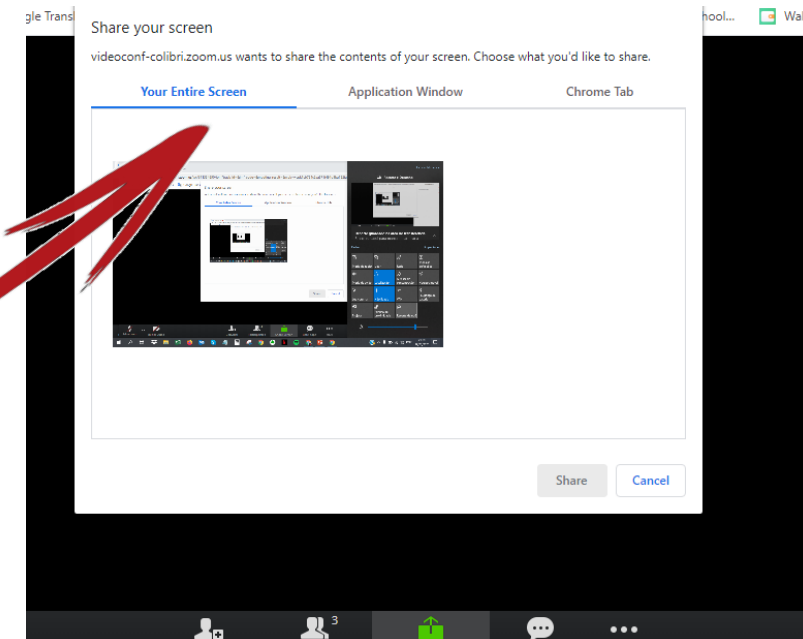 gle Transl
hool...
Wal
Share your screen
videoconf-colibri.zoom.us wants to share the contents of your screen. Choose what you'd like to share.
Your Entire Screen
Application Window
Chrome Tab
Share
Cancel
3